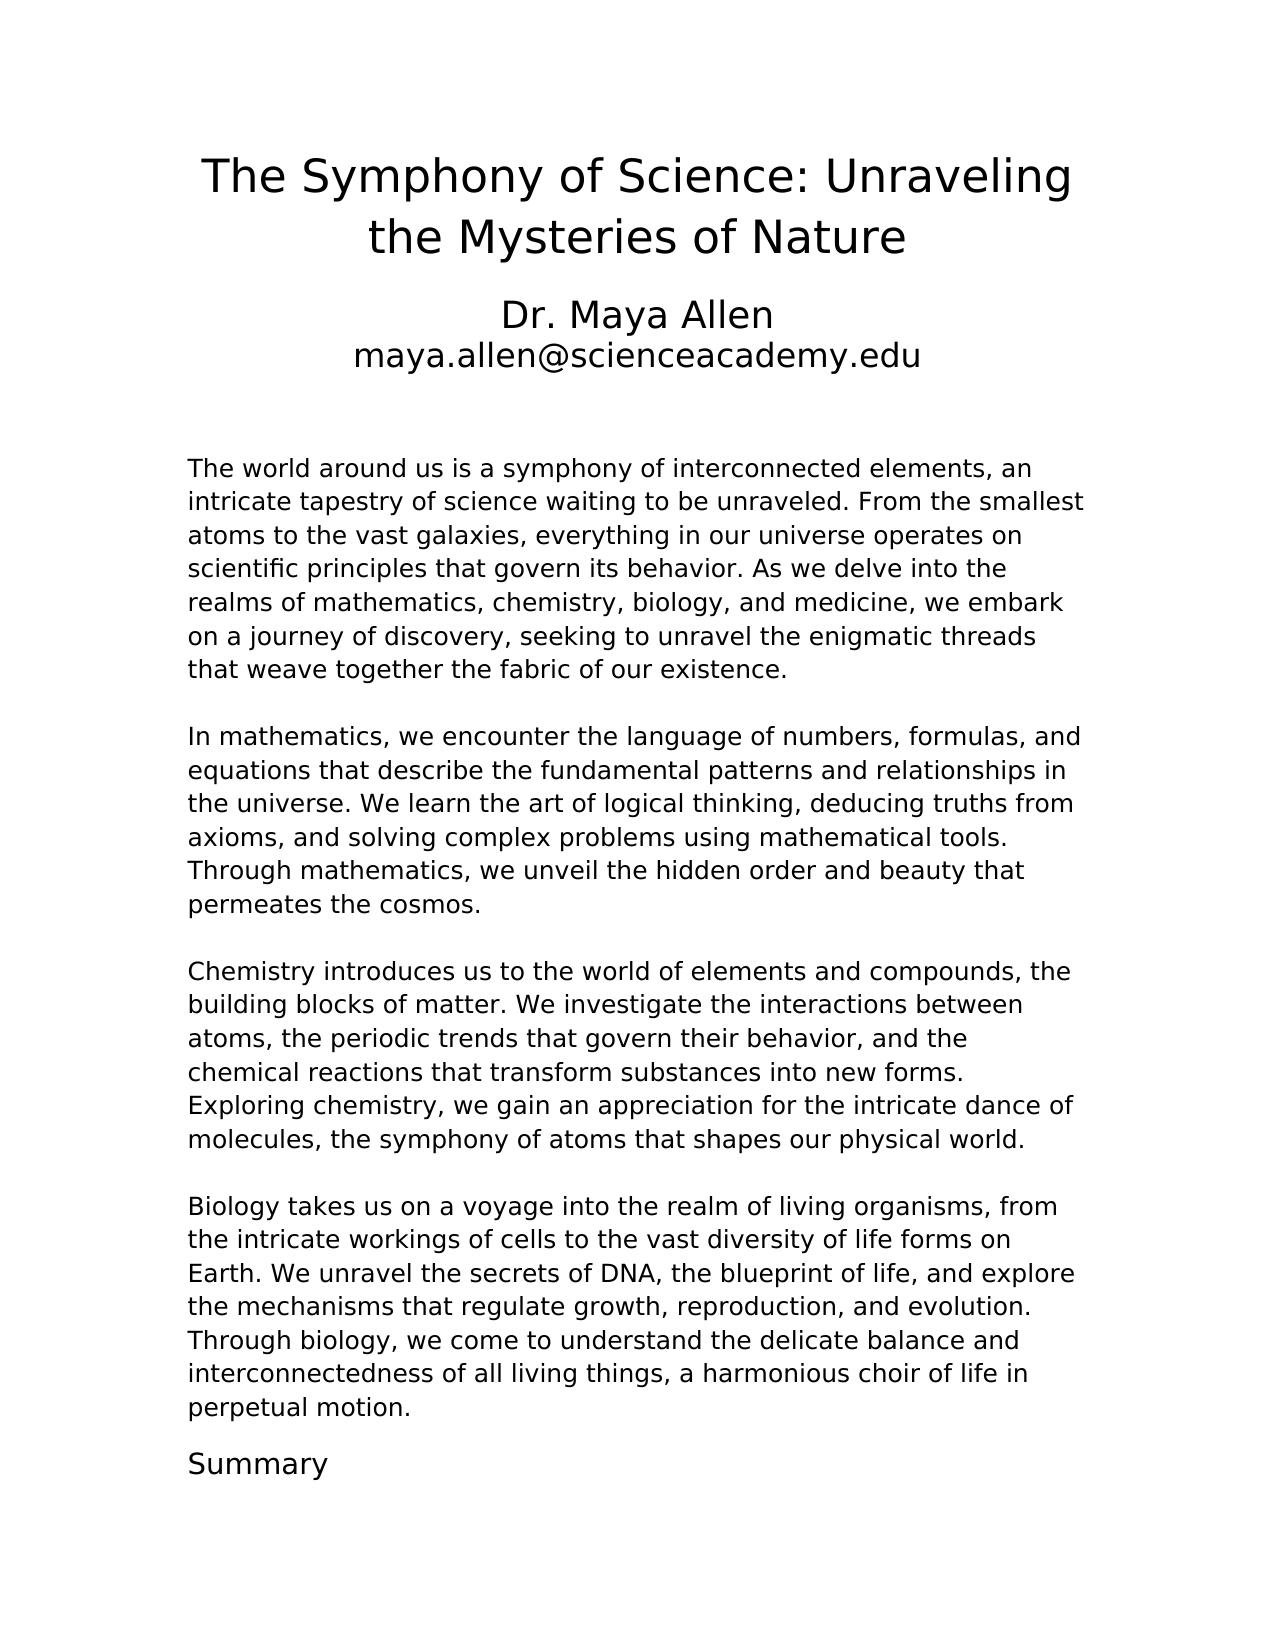 The Symphony of Science: Unraveling
the Mysteries of Nature
Dr. Maya Allen
maya.allen@scienceacademy.edu
The world around us is a symphony of interconnected elements, an
intricate tapestry of science waiting to be unraveled. From the smallest
atoms to the vast galaxies, everything in our universe operates on
scientific principles that govern its behavior. As we delve into the
realms of mathematics, chemistry, biology, and medicine, we embark
on a journey of discovery, seeking to unravel the enigmatic threads
that weave together the fabric of our existence.
In mathematics, we encounter the language of numbers, formulas, and
equations that describe the fundamental patterns and relationships in
the universe. We learn the art of logical thinking, deducing truths from
axioms, and solving complex problems using mathematical tools.
Through mathematics, we unveil the hidden order and beauty that
permeates the cosmos.
Chemistry introduces us to the world of elements and compounds, the
building blocks of matter. We investigate the interactions between
atoms, the periodic trends that govern their behavior, and the
chemical reactions that transform substances into new forms.
Exploring chemistry, we gain an appreciation for the intricate dance of
molecules, the symphony of atoms that shapes our physical world.
Biology takes us on a voyage into the realm of living organisms, from
the intricate workings of cells to the vast diversity of life forms on
Earth. We unravel the secrets of DNA, the blueprint of life, and explore
the mechanisms that regulate growth, reproduction, and evolution.
Through biology, we come to understand the delicate balance and
interconnectedness of all living things, a harmonious choir of life in
perpetual motion.
Summary